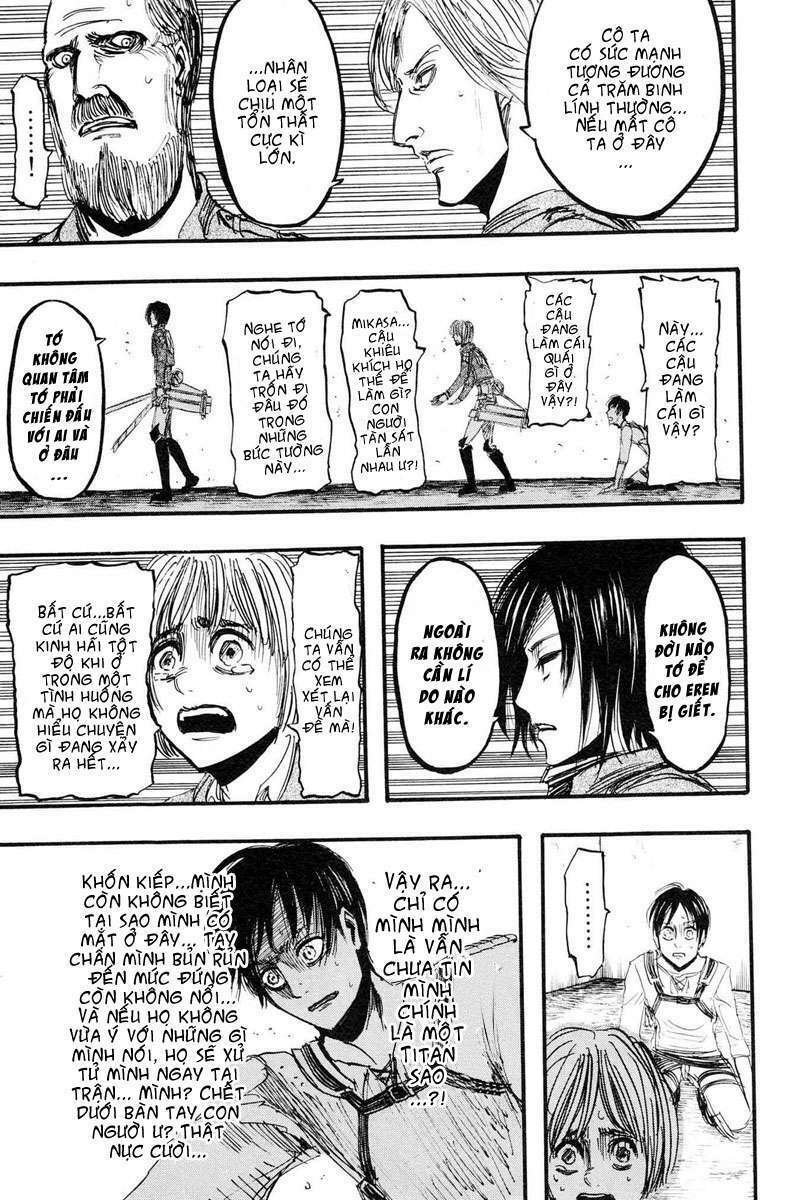 CÔ TA
CÓ SỨC MẠNH
TƯƠNG ĐƯƠNG
CẢ TRĂM BINH
LÍNH THƯỜNG...
NẾU MẤT CÔ
TA Ở ĐÂY
...
...NHÂN
LOẠI SẼ
CHỊU MỘT
TỔN THẤT
CỰC KÌ
LỚN.
......!
NÀY...
CÁC
CẬU
ĐANG
LÀM
CÁI GÌ
VẬY?
CÁC
CẬU
ĐANG
LÀM CÁI
QUÁI
GÌ Ở
ĐÂY
VẬY?!
MIKASA...
CẬU
KHIÊU
KHÍCH HỌ
THẾ ĐỂ
LÀM GÌ?
CON
NGƯỜI
TÀN SÁT
LẪN
NHAU Ư?!
NGHE TỚ
NÓI ĐI,
CHÚNG
TA HÃY
TRỐN ĐI
ĐÂU ĐÓ
TRONG
NHỮNG
BỨC TƯỜNG
NÀY...
TỚ
KHÔNG
QUAN TÂM
TỚ PHẢI
CHIẾN ĐẤU
VỚI AI VÀ
Ở ĐÂU
...
KHÔNG
ĐỜI NÀO
TỚ ĐỂ
CHO EREN
BỊ GIẾT.
NGOÀI
RA KHÔNG
CẦN LÍ
DO NÀO
KHÁC.
CHÚNG
TA VẪN
CÓ THỂ
XEM
XÉT LẠI
VẤN
ĐỀ MÀ!
BẤT CỨ...BẤT
CỨ AI CŨNG
KINH HÃI TỘT
ĐỘ KHI Ở
TRONG MỘT
TÌNH HUỐNG
MÀ HỌ KHÔNG
HIỂU CHUYỆN
GÌ ĐANG XẢY
RA HẾT...
......
VẬY RA...
CHỈ CÓ
MÌNH MÌNH
LÀ VẪN
CHƯA TIN
MÌNH
CHÍNH
LÀ MỘT
TITAN
SAO
...?!
KHỐN KIẾP...MÌNH
CÒN KHÔNG BIẾT
TẠI SAO MÌNH CÓ
MẶT Ở ĐÂY... TAY
CHÂN MÌNH BỦN RỦN
ĐẾN MỨC ĐỨNG
CÒN KHÔNG NỔI...
VÀ NẾU HỌ KHÔNG
VỪA Ý VỚI NHỮNG GÌ
MÌNH NÓI, HỌ SẼ XỬ
TỬ MÌNH NGAY TẠI
TRẬN... MÌNH? CHẾT
DƯỚI BÀN TAY CON
NGƯỜI Ư? THẬT
NỰC CƯỜI...